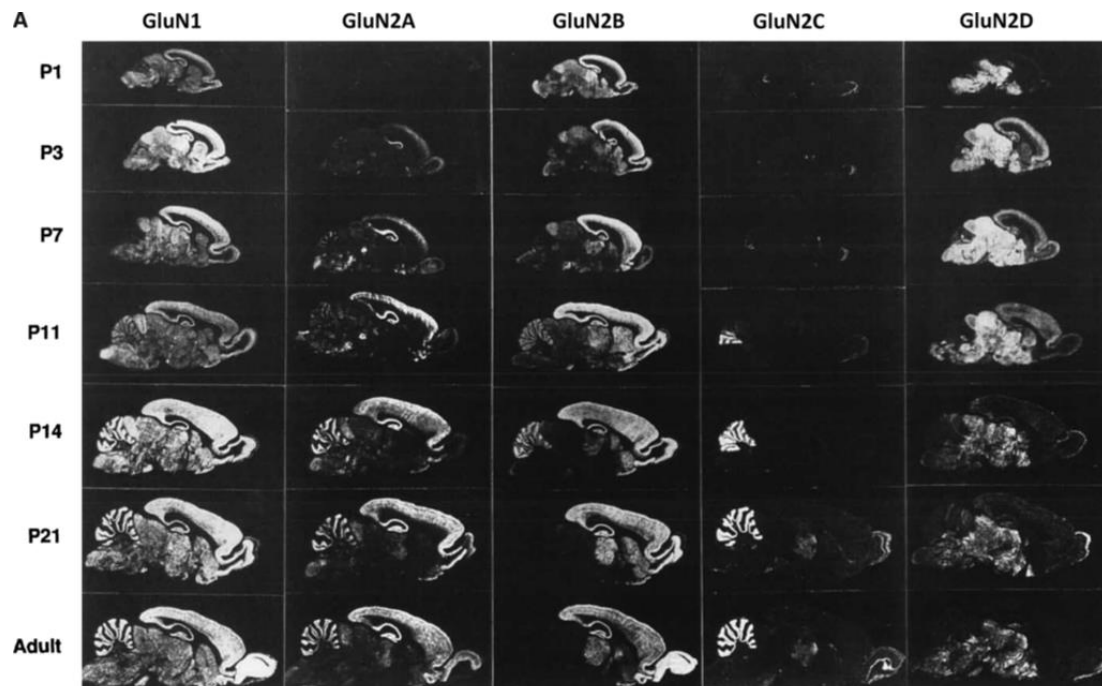 A GluN1 GluN2A GluN2B GluN2C GluN2D
P1
P3
P7
P11
P14
P21
Adult